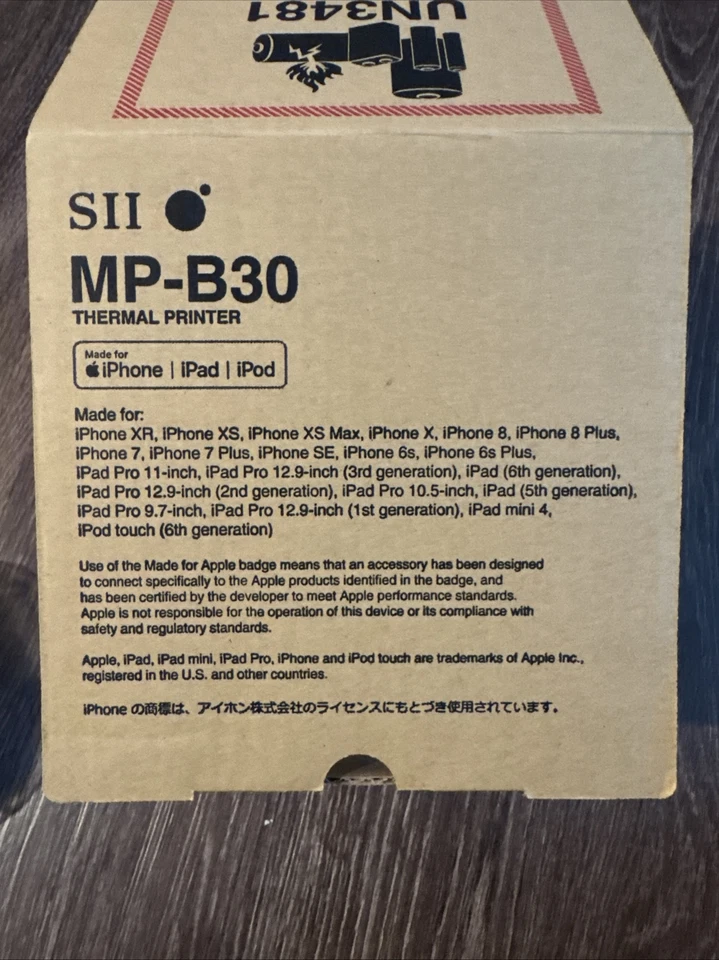 UN3481
SII
MP-B30
THERMAL PRINTER
Made for
iPhone | iPad | iPod
Made for:
iPhone XR, iPhone XS, iPhone XS Max, iPhone X, iPhone 8, iPhone 8 Plus,
iPhone 7, iPhone 7 Plus, iPhone SE, iPhone 6s, iPhone 6s Plus,
iPad Pro 11-inch, iPad Pro 12.9-inch (3rd generation), iPad (6th generation),
iPad Pro 12.9-inch (2nd generation), iPad Pro 10.5-inch, iPad (5th generation),
iPad Pro 9.7-inch, iPad Pro 12.9-inch (1st generation), iPad mini 4,
iPod touch (6th generation)
Use of the Made for Apple badge means that an accessory has been designed
to connect specifically to the Apple products identified in the badge, and
has been certified by the developer to meet Apple performance standards.
Apple is not responsible for the operation of this device or its compliance with
safety and regulatory standards.
Apple, iPad, iPad mini, iPad Pro, iPhone and iPod touch are trademarks of Apple Inc.,
registered in the U.S. and other countries.
iPhone の商標は、アイホン株式会社のライセンスにもとづき使用されています。